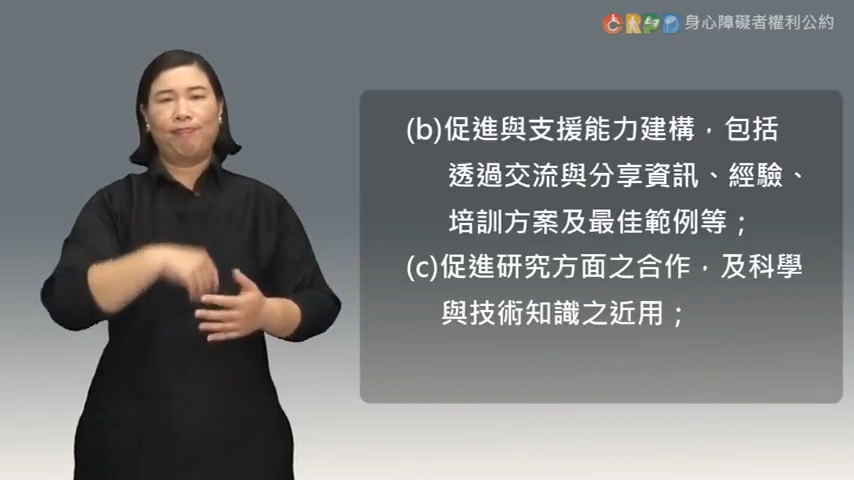 CRPD 身心障礙者權利公約
(b)促進與支援能力建構，包括
透過交流與分享資訊、經驗、
培訓方案及最佳範例等；
(c)促進研究方面之合作，及科學
與技術知識之近用；